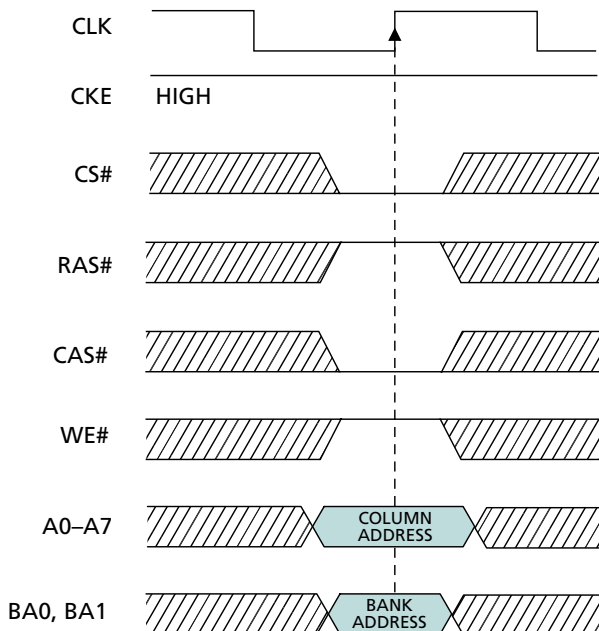 CLK
CKE HIGH
CS#
RAS#
CAS#
WE#
A0–A7 COLUMN
ADDRESS
BA0, BA1 BANK
ADDRESS